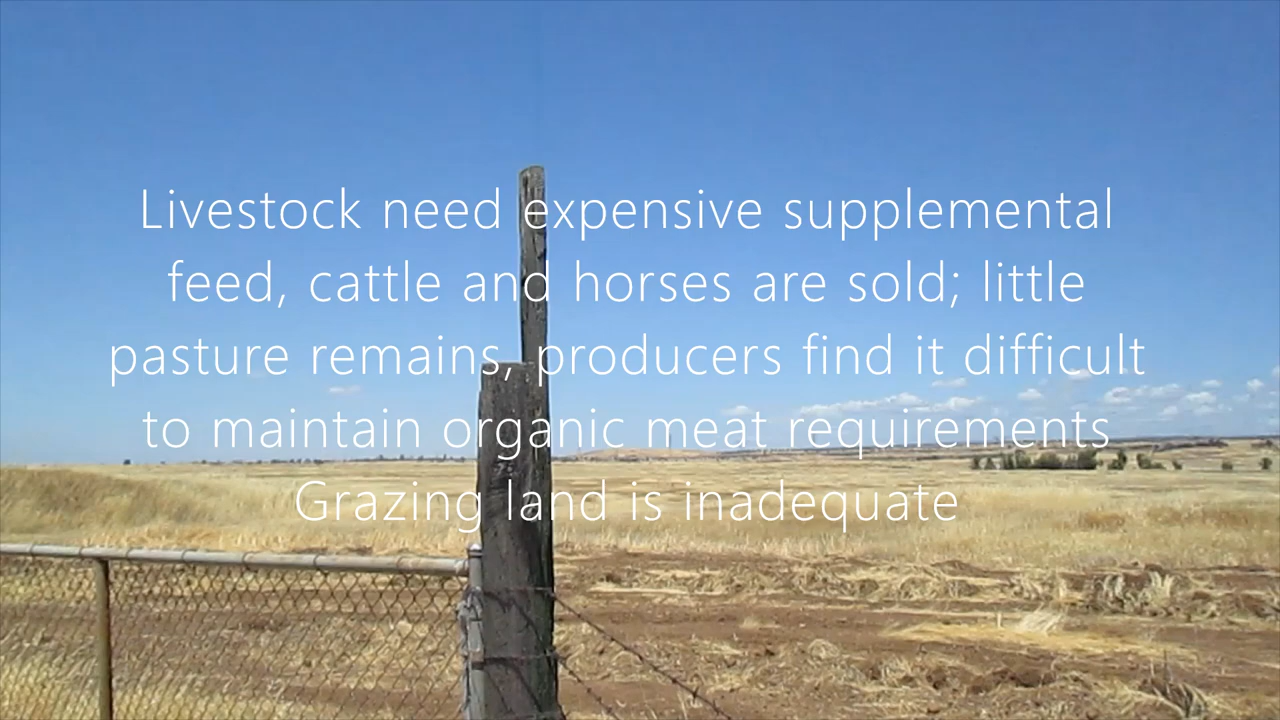 Livestock need expensive supplemental
feed, cattle and horses are sold; little
pasture remains, producers find it difficult
to maintain organic meat requirements
Grazing land is inadequate